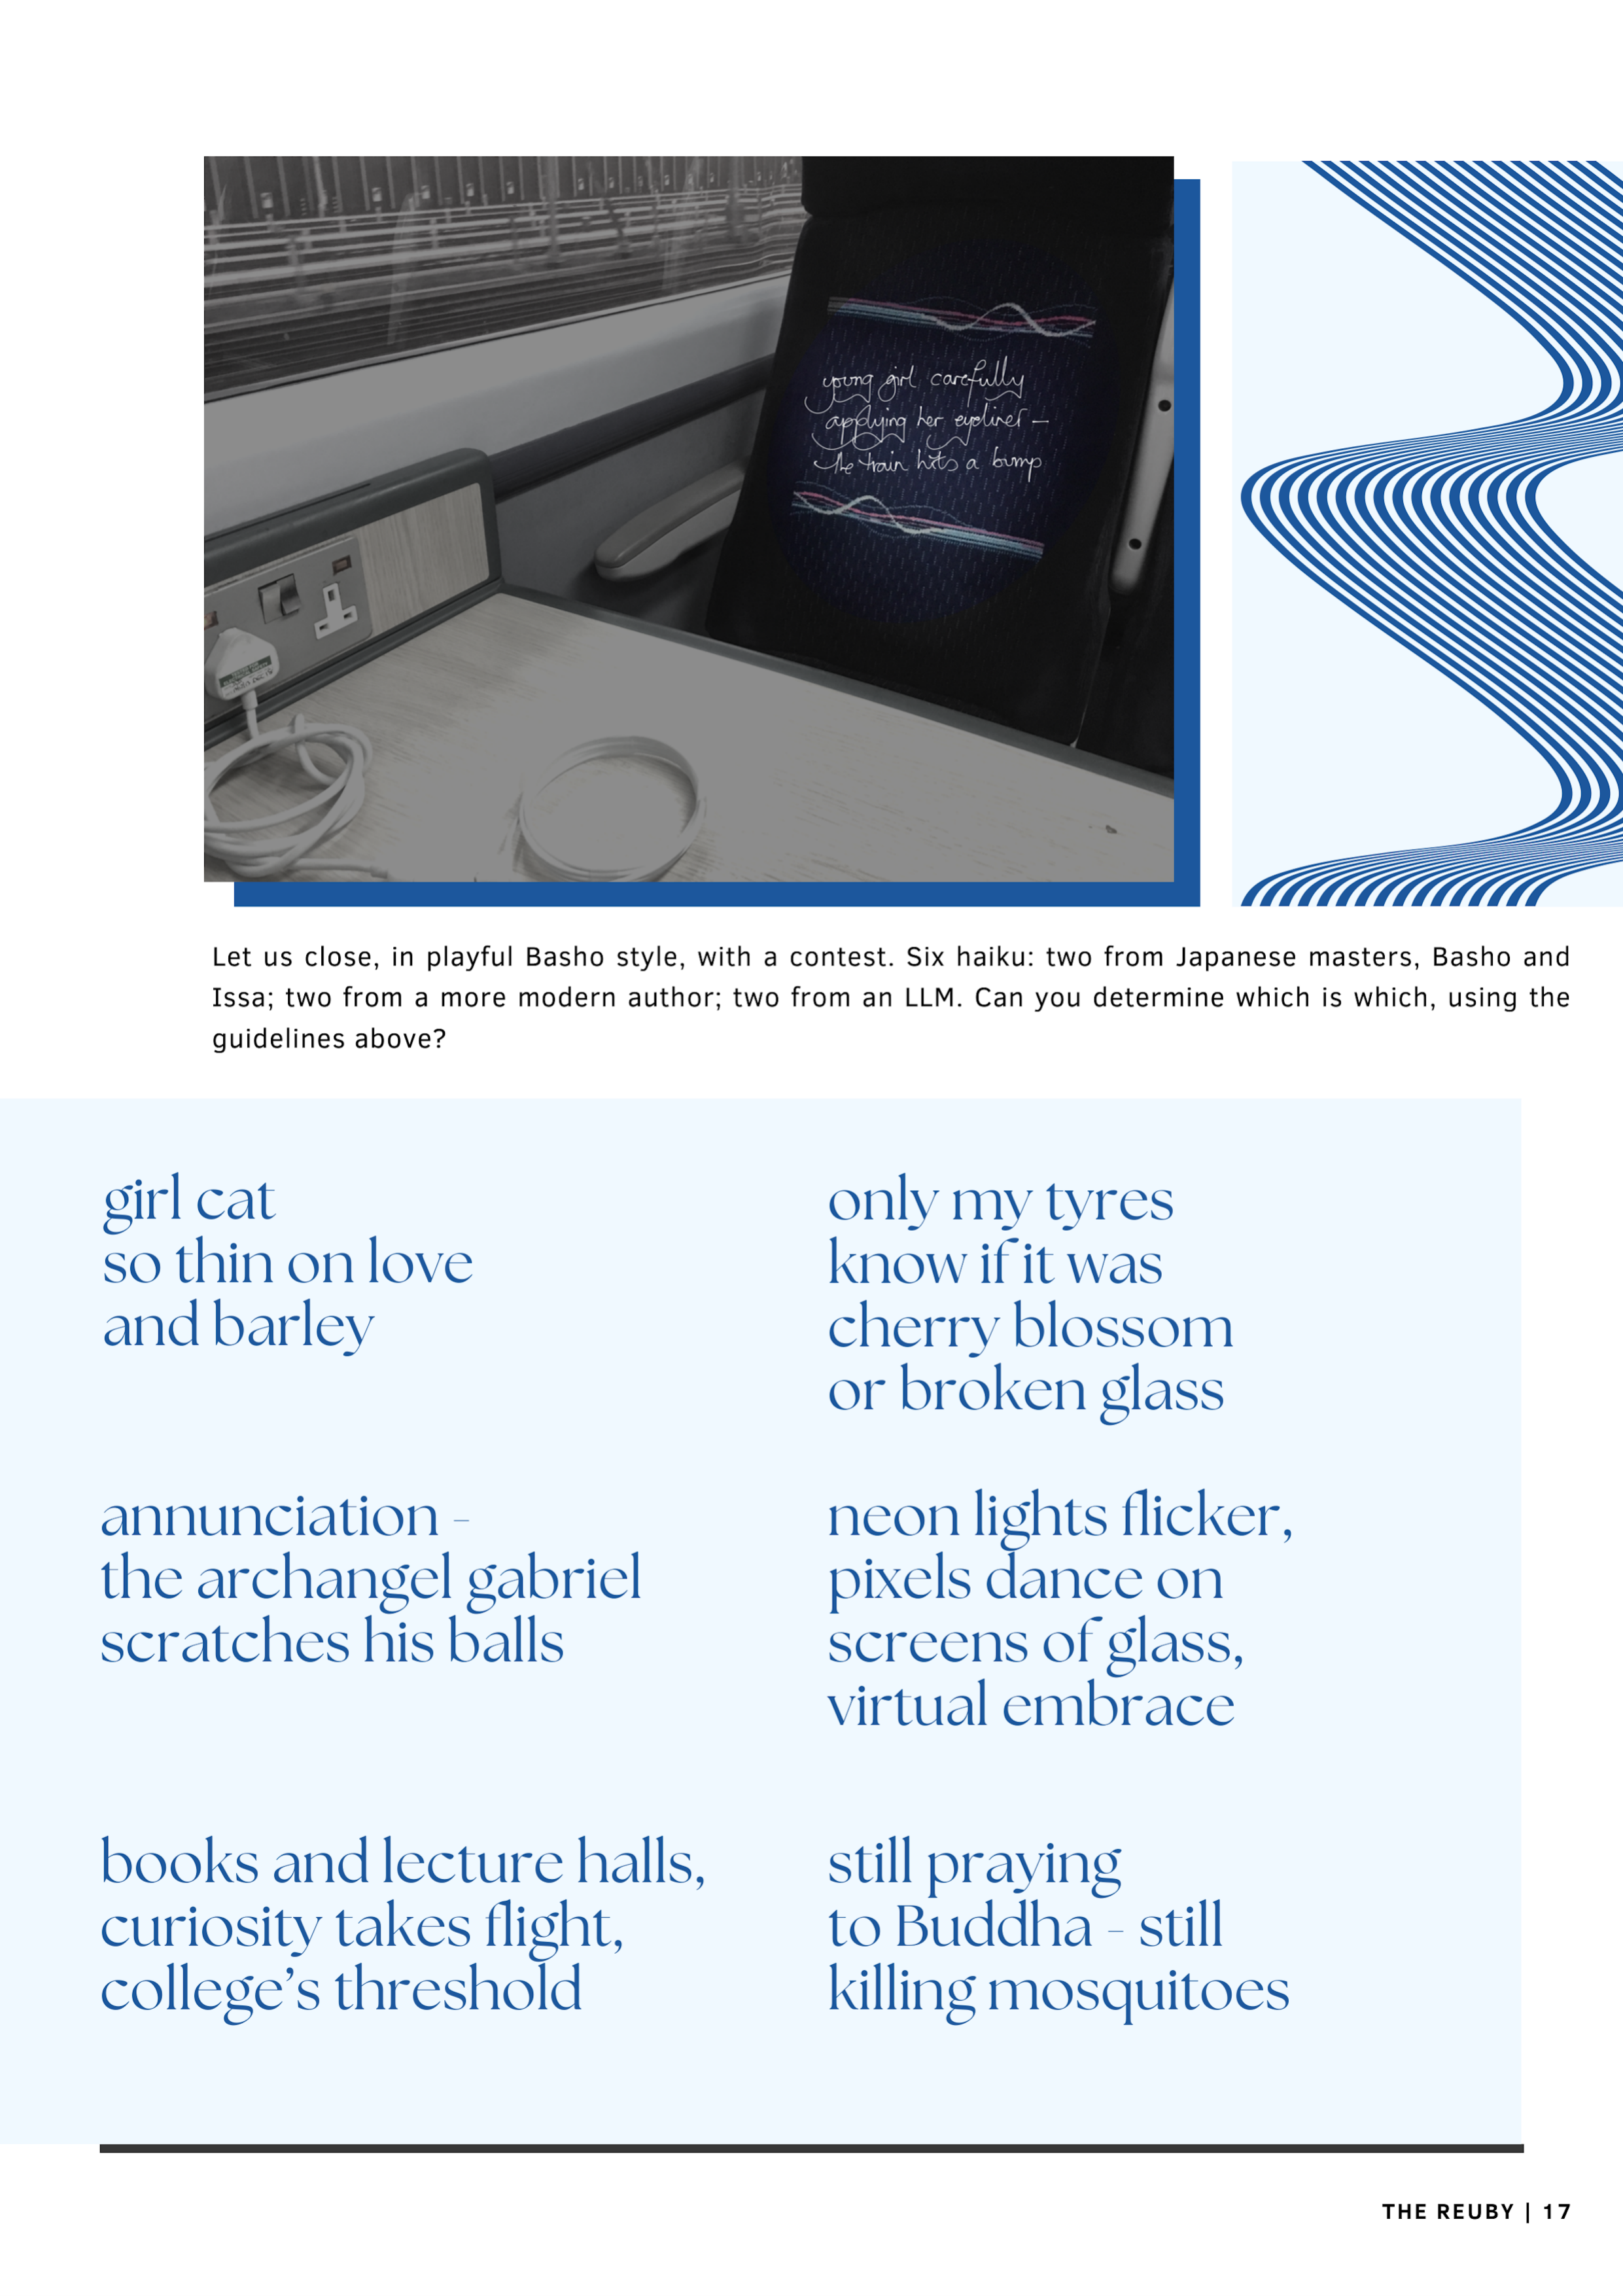 young girl carefully
applying her eyeliner –
the train hits a bump
Let us close, in playful Basho style, with a contest. Six haiku: two from Japanese masters, Basho and
Issa; two from a more modern author; two from an LLM. Can you determine which is which, using the
guidelines above?
girl cat
so thin on love
and barley
only my tyres
know if it was
cherry blossom
or broken glass
annunciation -
the archangel gabriel
scratches his balls
neon lights flicker,
pixels dance on
screens of glass,
virtual embrace
books and lecture halls,
curiosity takes flight,
college's threshold
still praying
to Buddha - still
killing mosquitoes
THE REUBY | 17